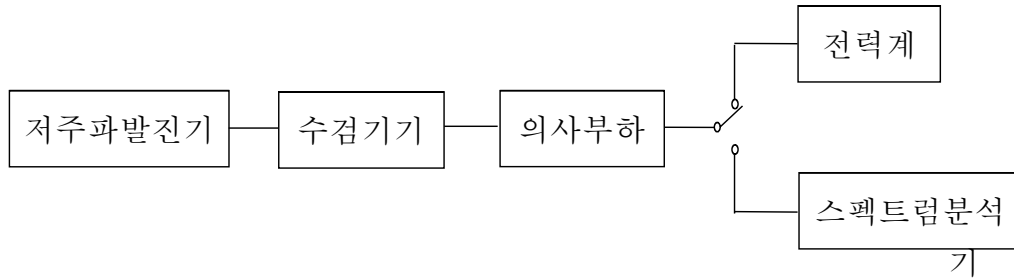 전력계
저주파발진기
수검기기
의사부하
스펙트럼분석
기